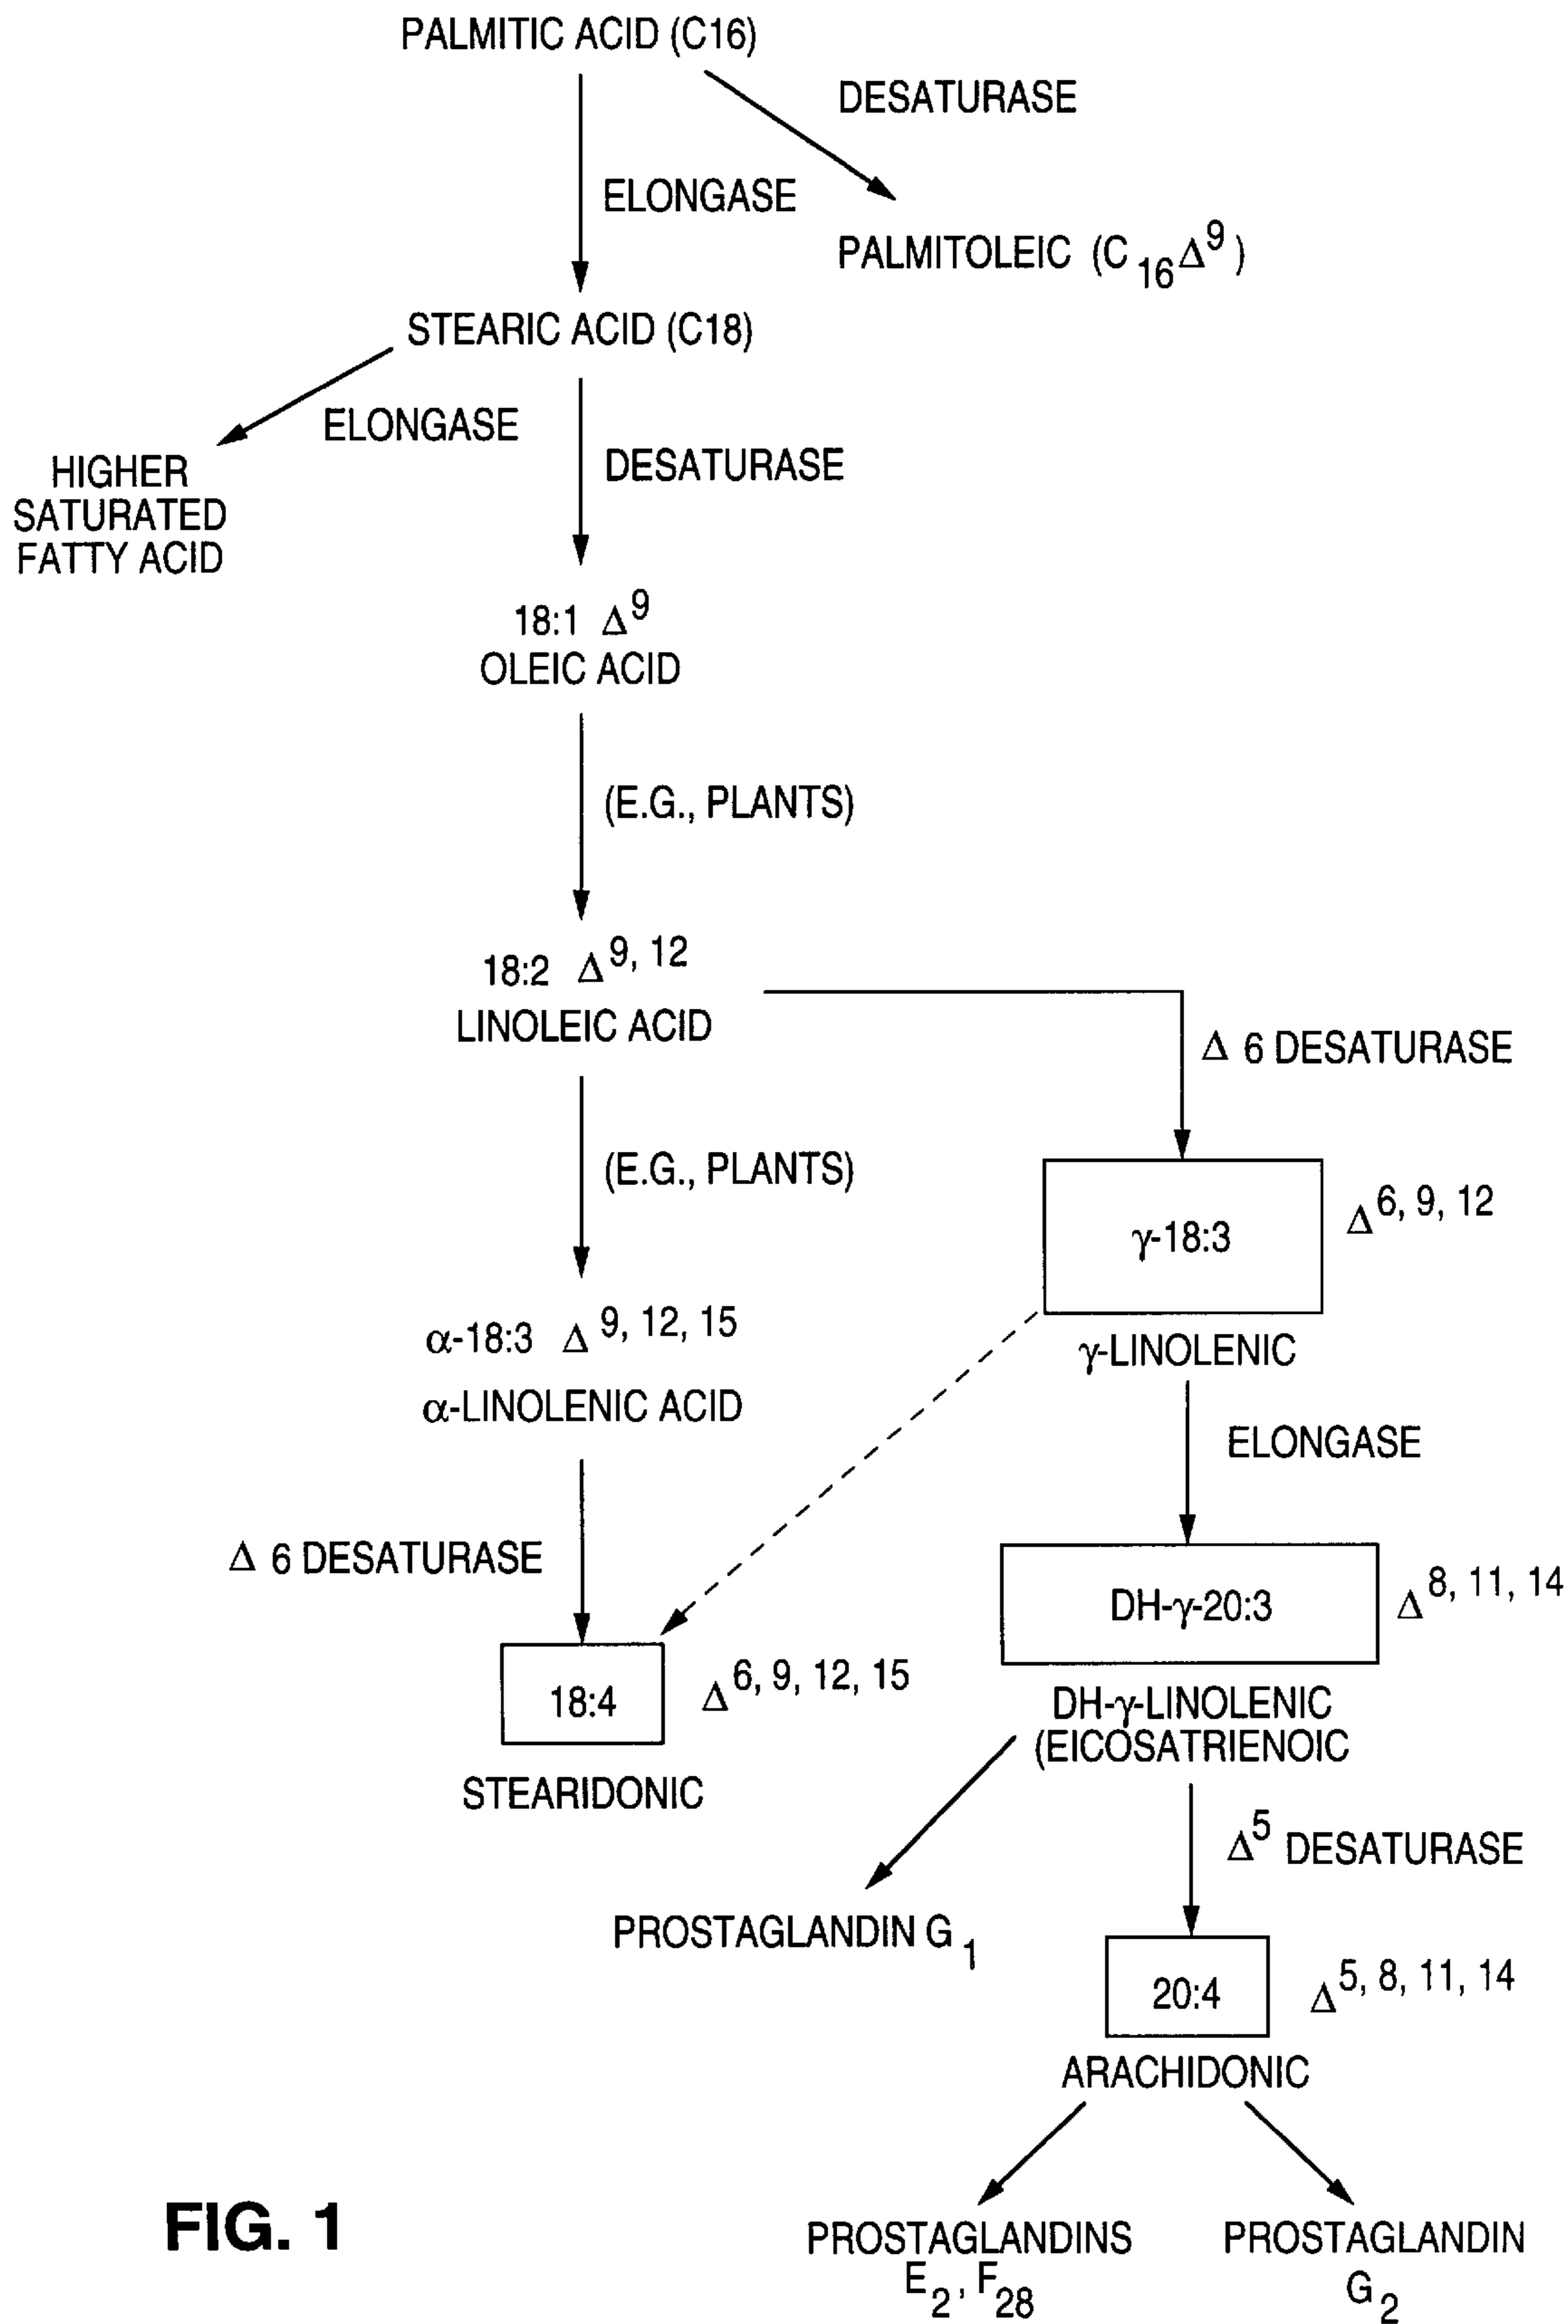 PALMITIC ACID (C16)
DESATURASE
ELONGASE
PALMITOLEIC (C₁₆Δ⁹)
STEARIC ACID (C18)
ELONGASE
DESATURASE
HIGHER
SATURATED
FATTY ACID
18:1 Δ⁹
OLEIC ACID
(E.G., PLANTS)
18:2 Δ⁹, ¹²
LINOLEIC ACID
Δ 6 DESATURASE
(E.G., PLANTS)
γ-18:3 Δ⁶, ⁹, ¹²
α-18:3 Δ⁹, ¹², ¹⁵
γ-LINOLENIC
α-LINOLENIC ACID
ELONGASE
Δ 6 DESATURASE
DH-γ-20:3 Δ⁸, ¹¹, ¹⁴
18:4 Δ⁶, ⁹, ¹², ¹⁵
DH-γ-LINOLENIC
(EICOSATRIENOIC
STEARIDONIC
Δ⁵ DESATURASE
PROSTAGLANDIN G₁
20:4 Δ⁵, ⁸, ¹¹, ¹⁴
ARACHIDONIC
FIG. 1
PROSTAGLANDINS
E₂, F₂₈
PROSTAGLANDIN
G₂